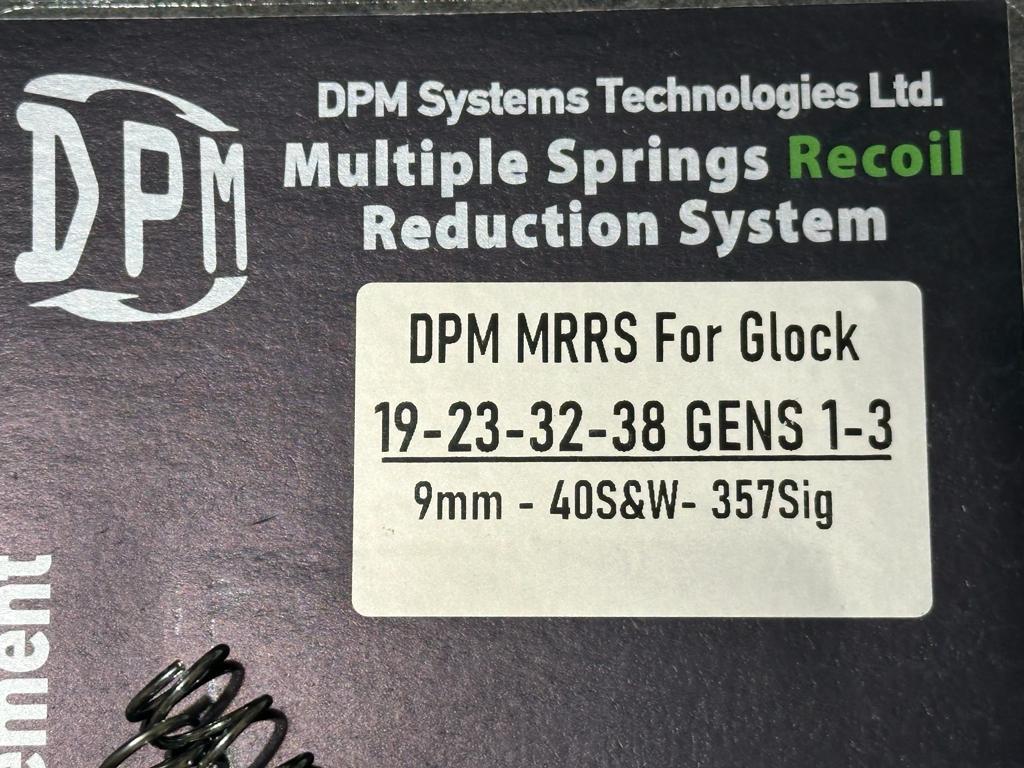 DPM
DPM Systems Technologies Ltd.
Multiple Springs Recoil
Reduction System
DPM MRRS For Glock
19-23-32-38 GENS 1-3
9mm - 40S&W- 357Sig
ement